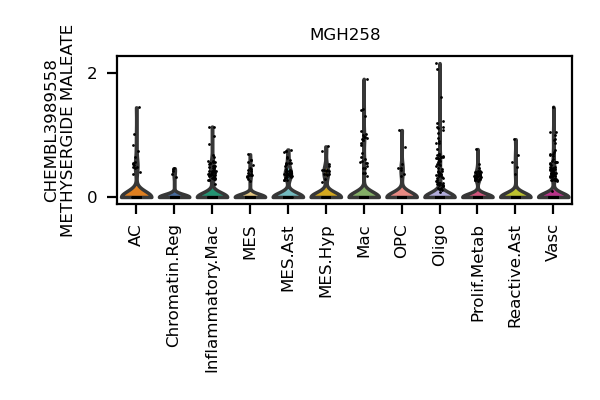 MGH258
CHEMBL3989558
METHYSERGIDE MALEATE
2
0
AC
Chromatin.Reg
Inflammatory.Mac
MES
MES.Ast
MES.Hyp
Mac
OPC
Oligo
Prolif.Metab
Reactive.Ast
Vasc